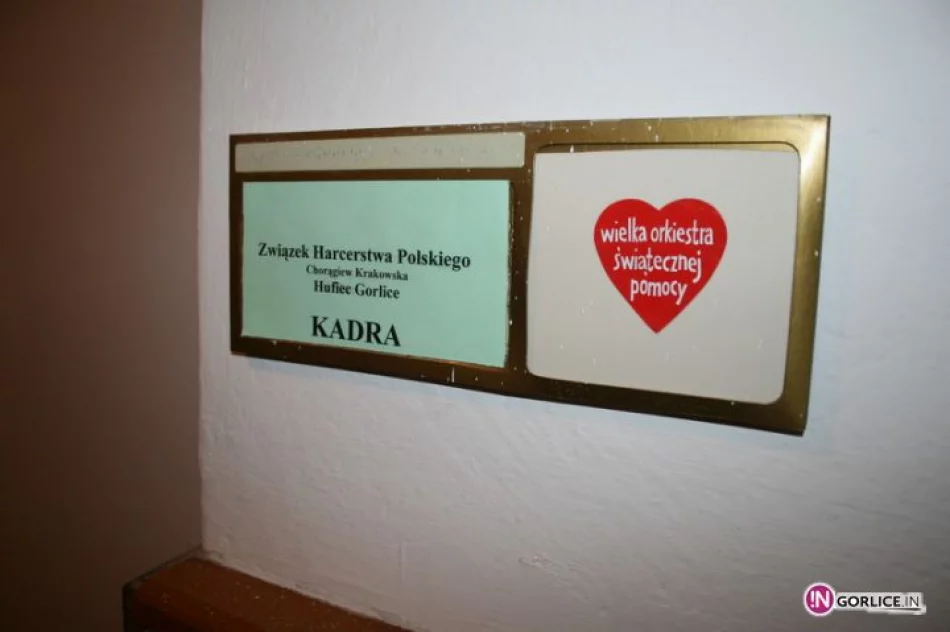 Związek Harcerstwa Polskiego
Chorągiew Krakowska
Hufiec Gorlice
KADRA
wielka orkiestra
świątecznej
pomocy
!N GORLICE.IN